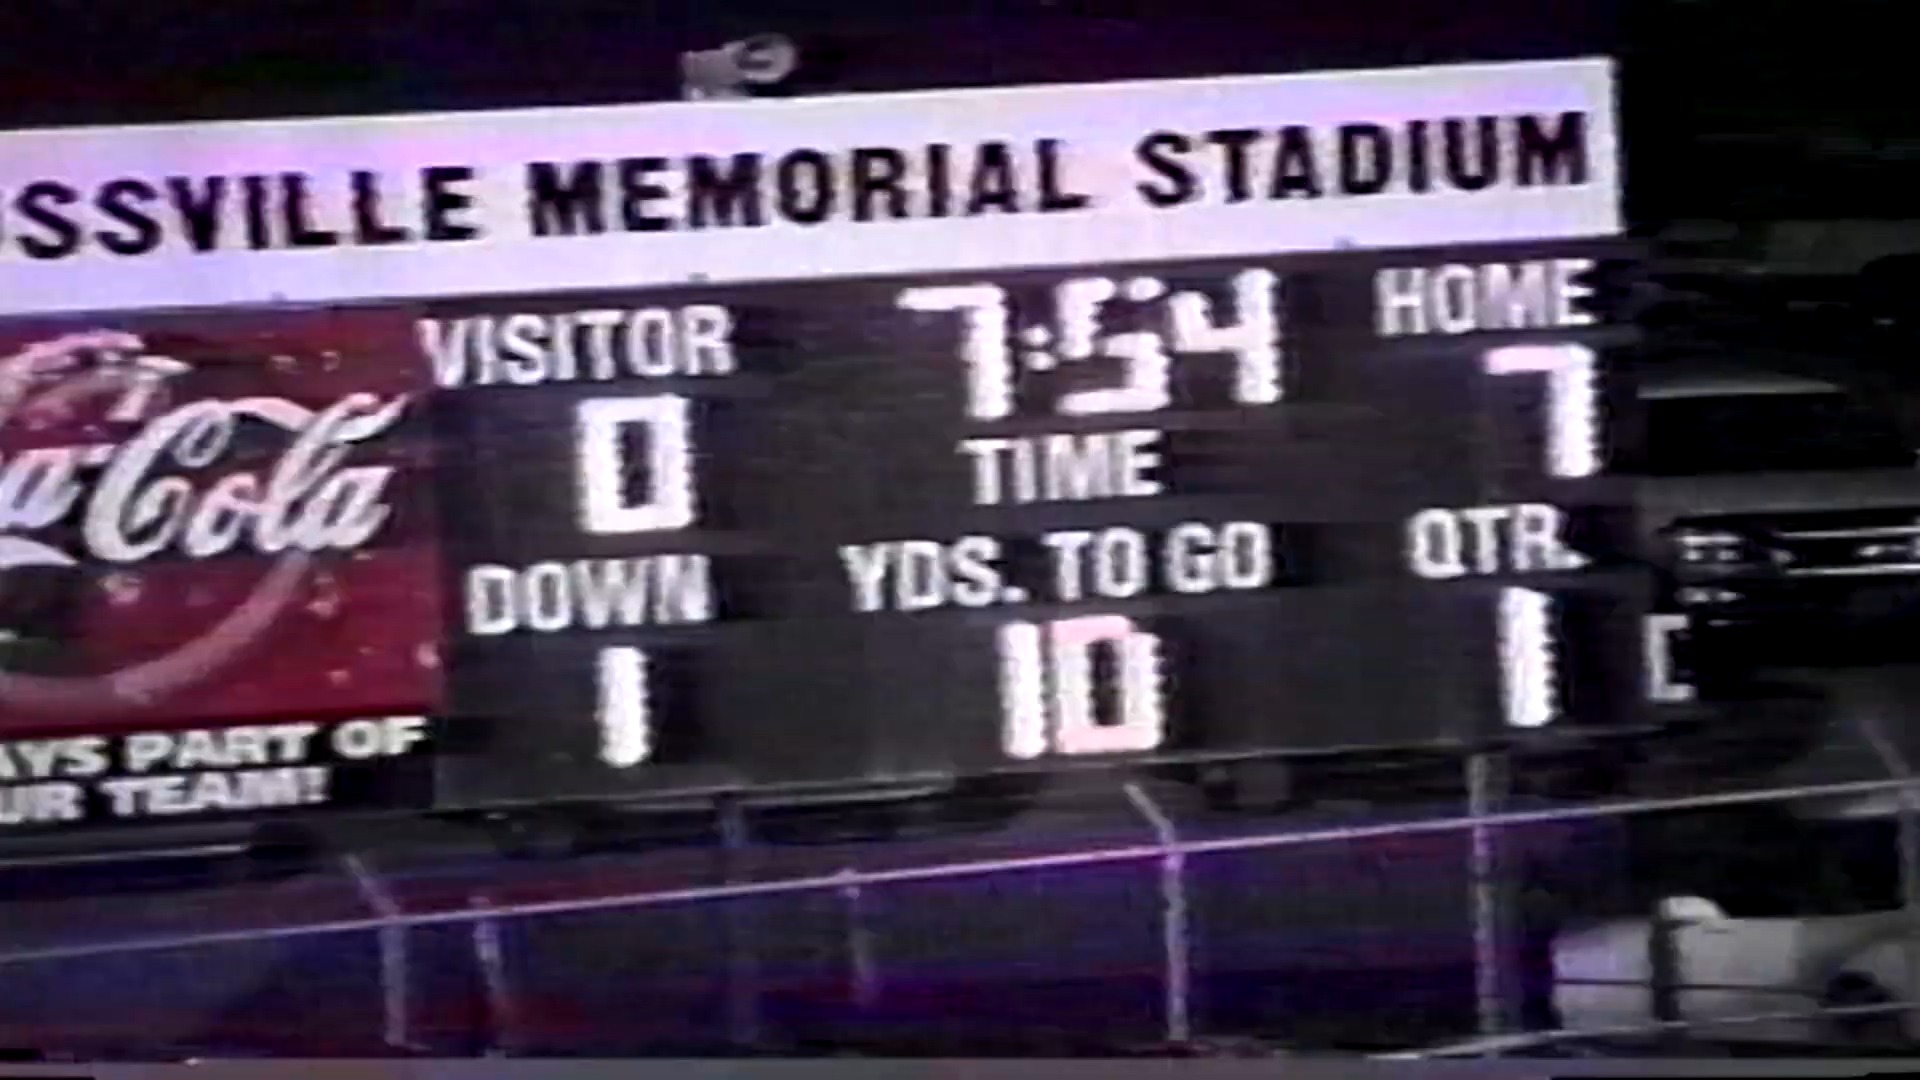 OSSVILLE MEMORIAL STADIUM
a-Cola
VISITOR 7:54 HOME
0 TIME 7
DOWN YDS. TO GO QTR.
1 10 1
AYS PART OF
UR TEAM!